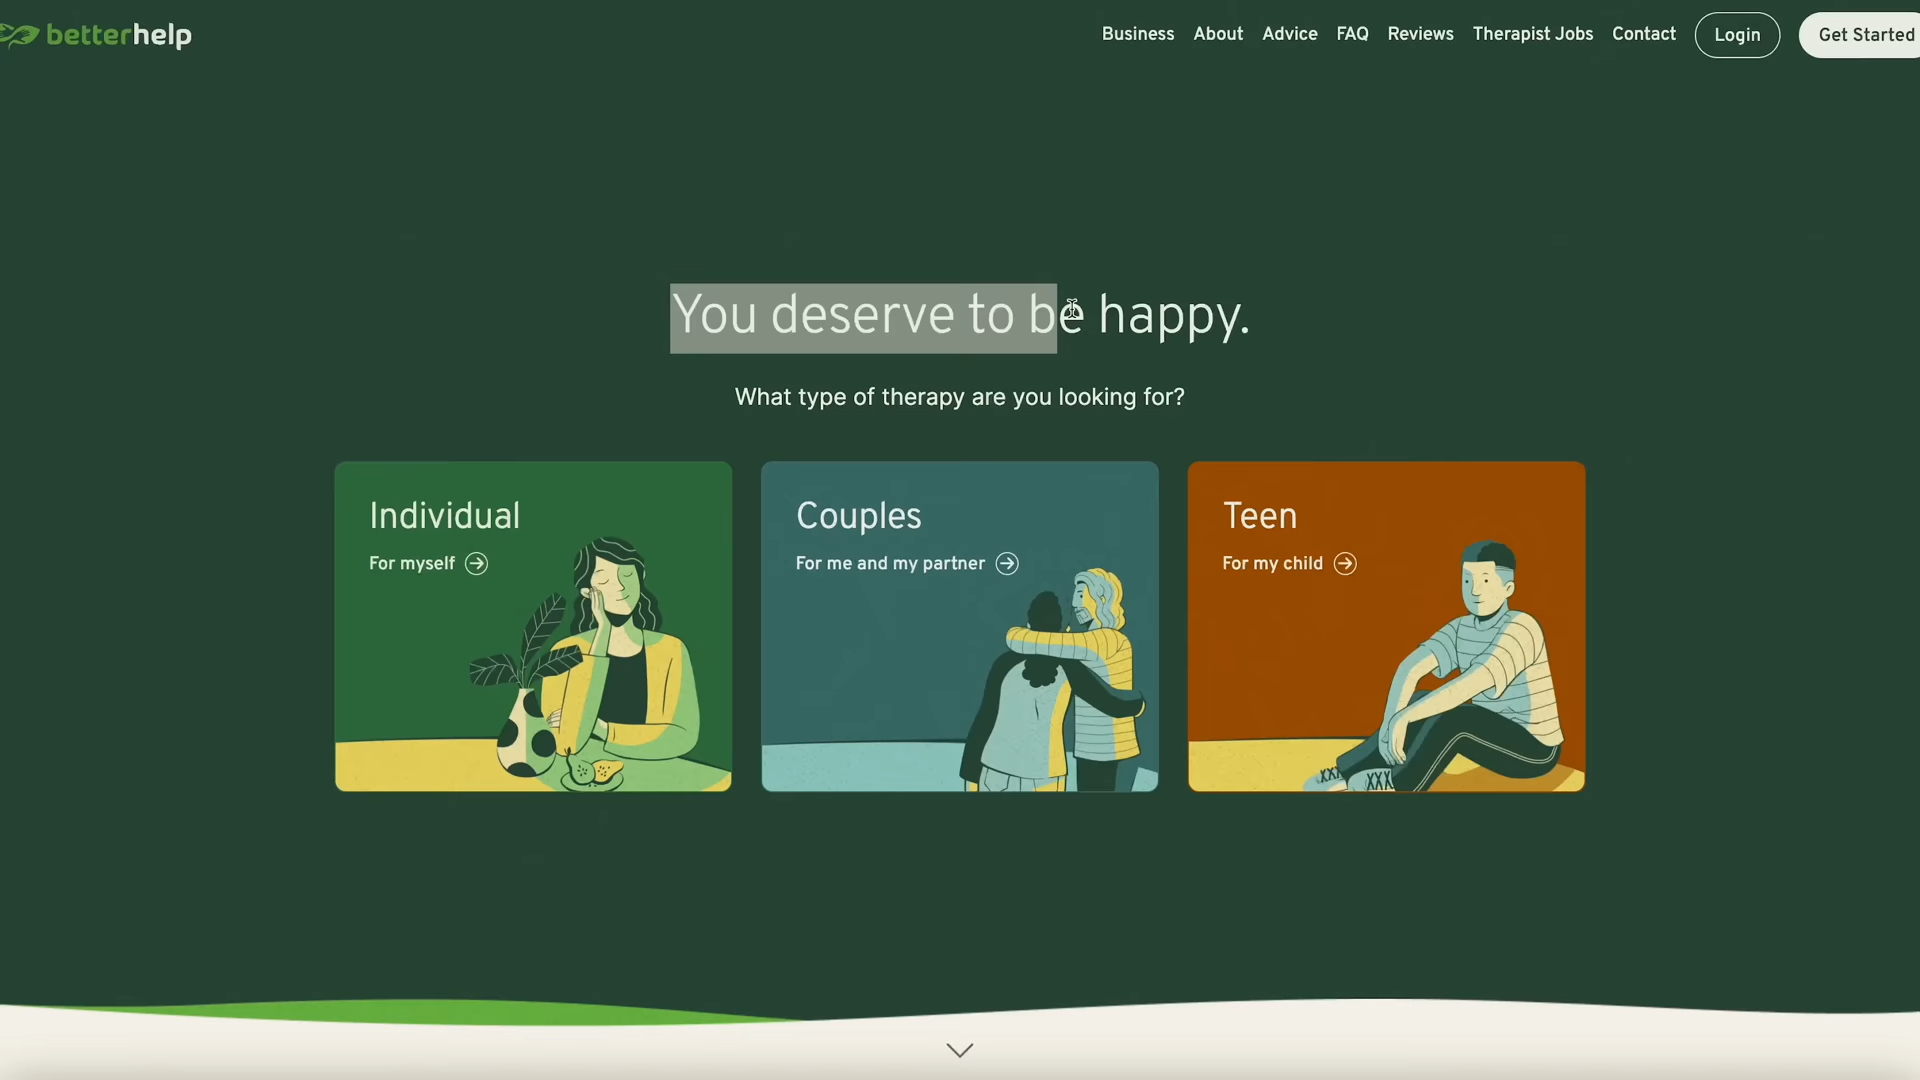 betterhelp
Business About Advice FAQ Reviews Therapist Jobs Contact Login Get Started
You deserve to be happy.
What type of therapy are you looking for?
Individual
For myself
Couples
For me and my partner
Teen
For my child